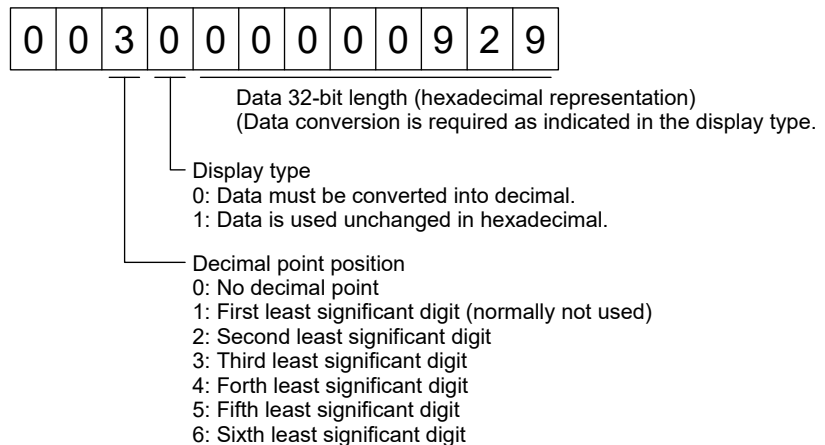 0 0 3 0 0 0 0 0 0 9 2 9
Data 32-bit length (hexadecimal representation)
(Data conversion is required as indicated in the display type.
Display type
0: Data must be converted into decimal.
1: Data is used unchanged in hexadecimal.
Decimal point position
0: No decimal point
1: First least significant digit (normally not used)
2: Second least significant digit
3: Third least significant digit
4: Forth least significant digit
5: Fifth least significant digit
6: Sixth least significant digit